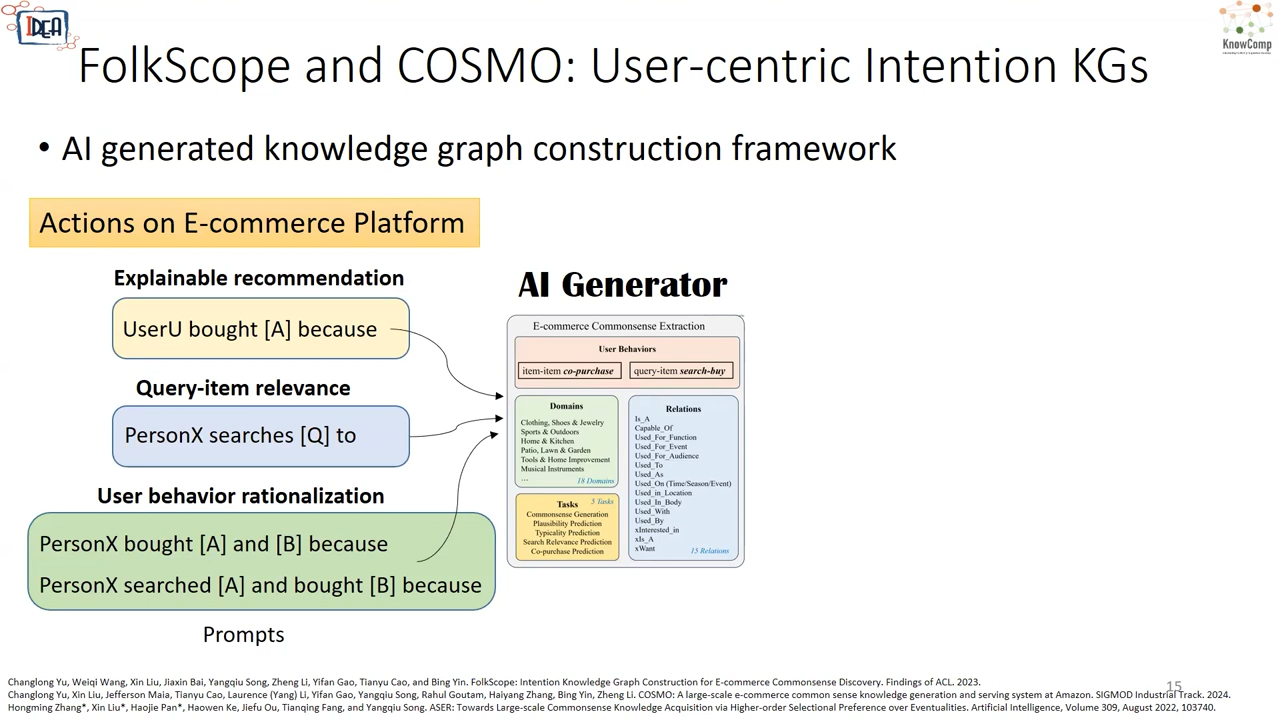 IDEA
KnowComp
FolkScope and COSMO: User-centric Intention KGs
• AI generated knowledge graph construction framework
Actions on E-commerce Platform
Explainable recommendation
UserU bought [A] because
Query-item relevance
PersonX searches [Q] to
User behavior rationalization
PersonX bought [A] and [B] because
PersonX searched [A] and bought [B] because
Prompts
AI Generator
E-commerce Commonsense Extraction
User Behaviors
item-item co-purchase
query-item search-buy
Domains
Clothing, Shoes & Jewelry
Sports & Outdoors
Home & Kitchen
Patio, Lawn & Garden
Tools & Home Improvement
Musical Instruments
...
18 Domains
5 Tasks
Tasks
Commonsense Generation
Plausibility Prediction
Typicality Prediction
Search Relevance Prediction
Co-purchase Prediction
Relations
Is_A
Capable_Of
Used_For_Function
Used_For_Event
Used_For_Audience
Used_To
Used_As
Used_On (Time/Season/Event)
Used_in_Location
Used_In_Body
Used_With
Used_By
xInterested_in
xIs_A
xWant
15 Relations
Changlong Yu, Weiqi Wang, Xin Liu, Jiaxin Bai, Yangqiu Song, Zheng Li, Yifan Gao, Tianyu Cao, and Bing Yin. FolkScope: Intention Knowledge Graph Construction for E-commerce Commonsense Discovery. Findings of ACL. 2023.
Changlong Yu, Xin Liu, Jefferson Maia, Tianyu Cao, Laurence (Yang) Li, Yifan Gao, Yangqiu Song, Rahul Goutam, Haiyang Zhang, Bing Yin, Zheng Li. COSMO: A large-scale e-commerce common sense knowledge generation and serving system at Amazon. SIGMOD Industrial Track. 2024.
Hongming Zhang*, Xin Liu*, Haojie Pan*, Haowen Ke, Jiefu Ou, Tianqing Fang, and Yangqiu Song. ASER: Towards Large-scale Commonsense Knowledge Acquisition via Higher-order Selectional Preference over Eventualities. Artificial Intelligence, Volume 309, August 2022, 103740.
15